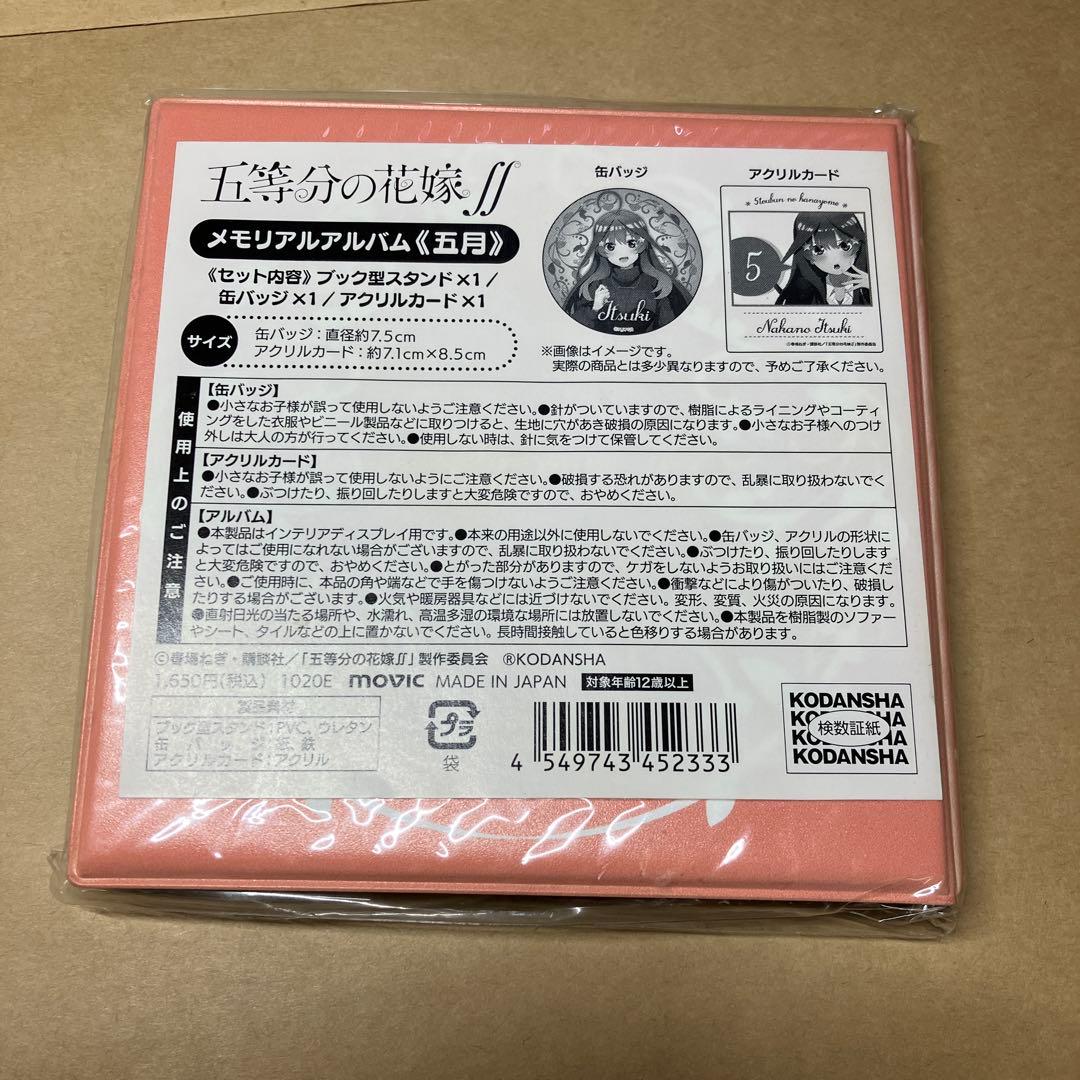 五等分の花嫁∬
メモリアルアルバム《五月》
《セット内容》ブック型スタンド×1/
缶バッジ×1/アクリルカード×1
サイズ
缶バッジ:直径約7.5cm
アクリルカード:約7.1cm×8.5cm
缶バッジ
Itsuki
アクリルカード
5toubun no hanayome
5
Nakano Itsuki
©春場ねぎ・講談社/「五等分の花嫁∬」製作委員会
※画像はイメージです。
実際の商品とは多少異なりますので、予めご了承ください。
使用上のご注意
【缶バッジ】
●小さなお子様が誤って使用しないようご注意ください。●針がついていますので、樹脂によるライニングやコーティ
ングをした衣服やビニール製品などに取りつけると、生地に穴があき破損の原因になります。●小さなお子様へのつけ
外しは大人の方が行ってください。●使用しない時は、針に気をつけて保管してください。
【アクリルカード】
●小さなお子様が誤って使用しないようにご注意ください。●破損する恐れがありますので、乱暴に取り扱わないでく
ださい。●ぶつけたり、振り回したりしますと大変危険ですので、おやめください。
【アルバム】
●本製品はインテリアディスプレイ用です。●本来の用途以外に使用しないでください。●缶バッジ、アクリルの形状に
よってはご使用になれない場合がございますので、乱暴に取り扱わないでください。●ぶつけたり、振り回したりします
と大変危険ですので、おやめください。●とがった部分がありますので、ケガをしないようお取り扱いにはご注意くだ
さい。●ご使用時に、本品の角や端などで手を傷つけないようご注意ください。●衝撃などにより傷がついたり、破損し
たりする場合がございます。●火気や暖房器具などには近づけないでください。変形、変質、火災の原因になります。
●直射日光の当たる場所や、水濡れ、高温多湿の環境な場所には放置しないでください。●本製品を樹脂製のソファー
やシート、タイルなどの上に置かないでください。長時間接触していると色移りする場合があります。
©春場ねぎ・講談社/「五等分の花嫁∬」製作委員会 ®KODANSHA
1,650円(税込) 1020E movic MADE IN JAPAN 対象年齢12歳以上
製品素材
ブック型スタンド:PVC、ウレタン
缶バッジ:紙、鉄
アクリルカード:アクリル
プラ
袋
4 549743 452333
KODANSHA
KODANSHA
検数証紙
KODANSHA
KODANSHA